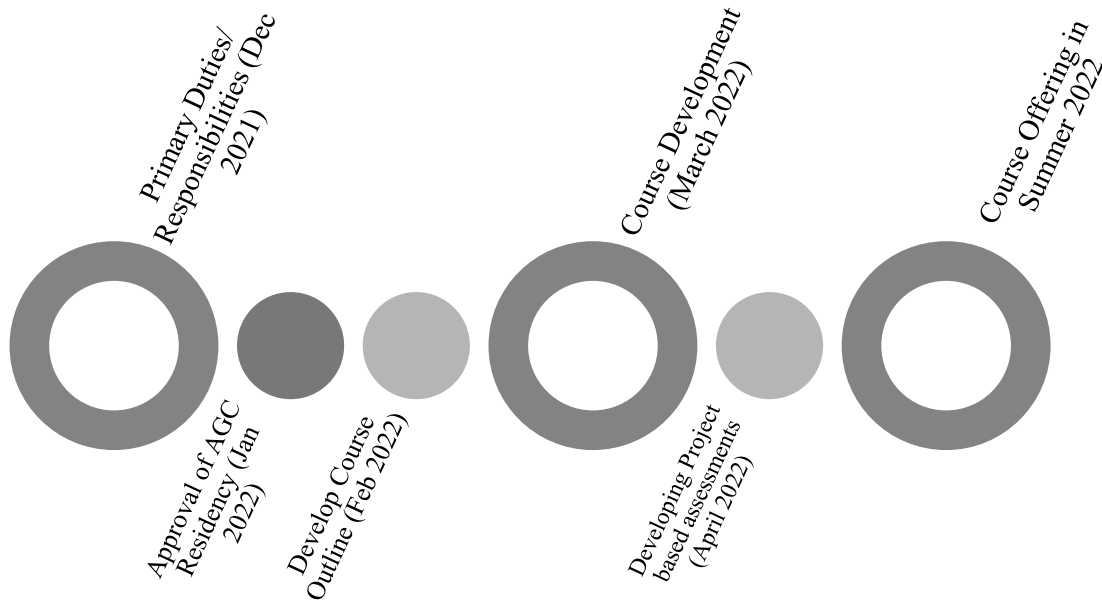 Primary Duties/
Responsibilities (Dec
2021)
Approval of AGC
Residency (Jan
2022)
Develop Course
Outline (Feb 2022)
Course Development
(March 2022)
Developing Project
based assessments
(April 2022)
Course Offering in
Summer 2022